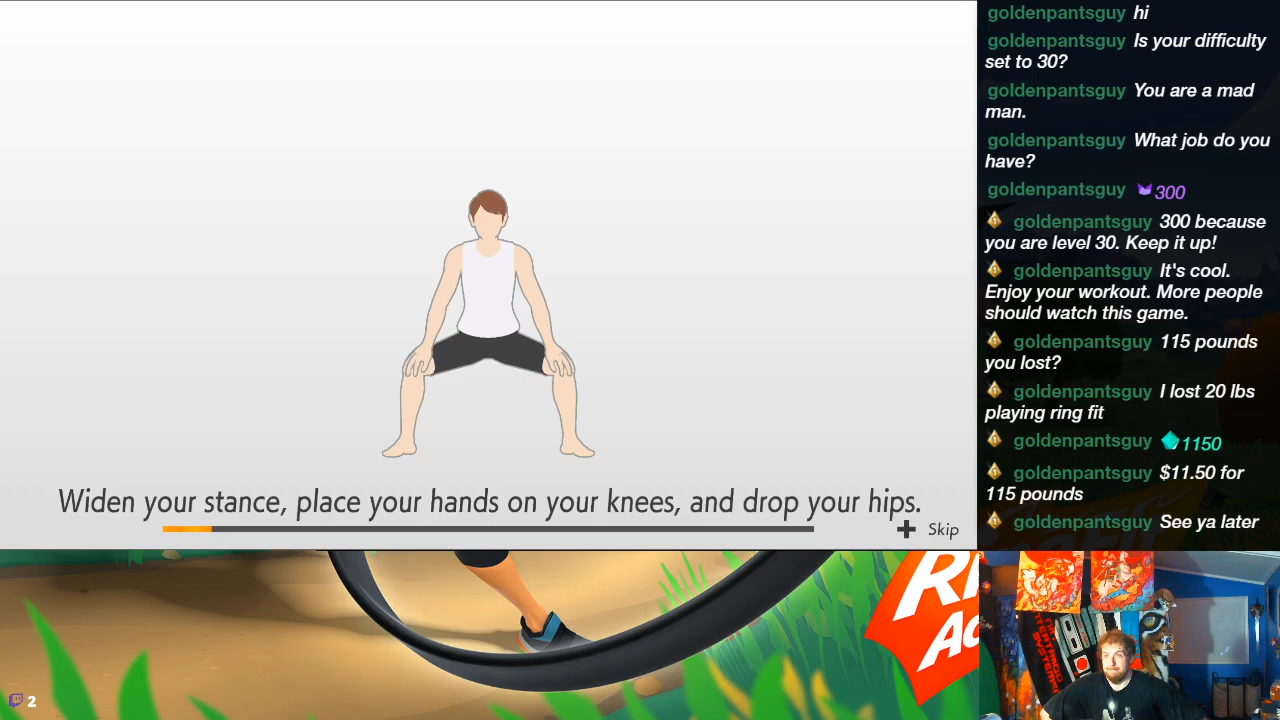 goldenpantsguy hi
goldenpantsguy Is your difficulty
set to 30?
goldenpantsguy You are a mad
man.
goldenpantsguy What job do you
have?
goldenpantsguy 300
goldenpantsguy 300 because
you are level 30. Keep it up!
goldenpantsguy It's cool.
Enjoy your workout. More people
should watch this game.
goldenpantsguy 115 pounds
you lost?
goldenpantsguy I lost 20 lbs
playing ring fit
goldenpantsguy 1150
goldenpantsguy $11.50 for
115 pounds
goldenpantsguy See ya later
Widen your stance, place your hands on your knees, and drop your hips.
Skip
2